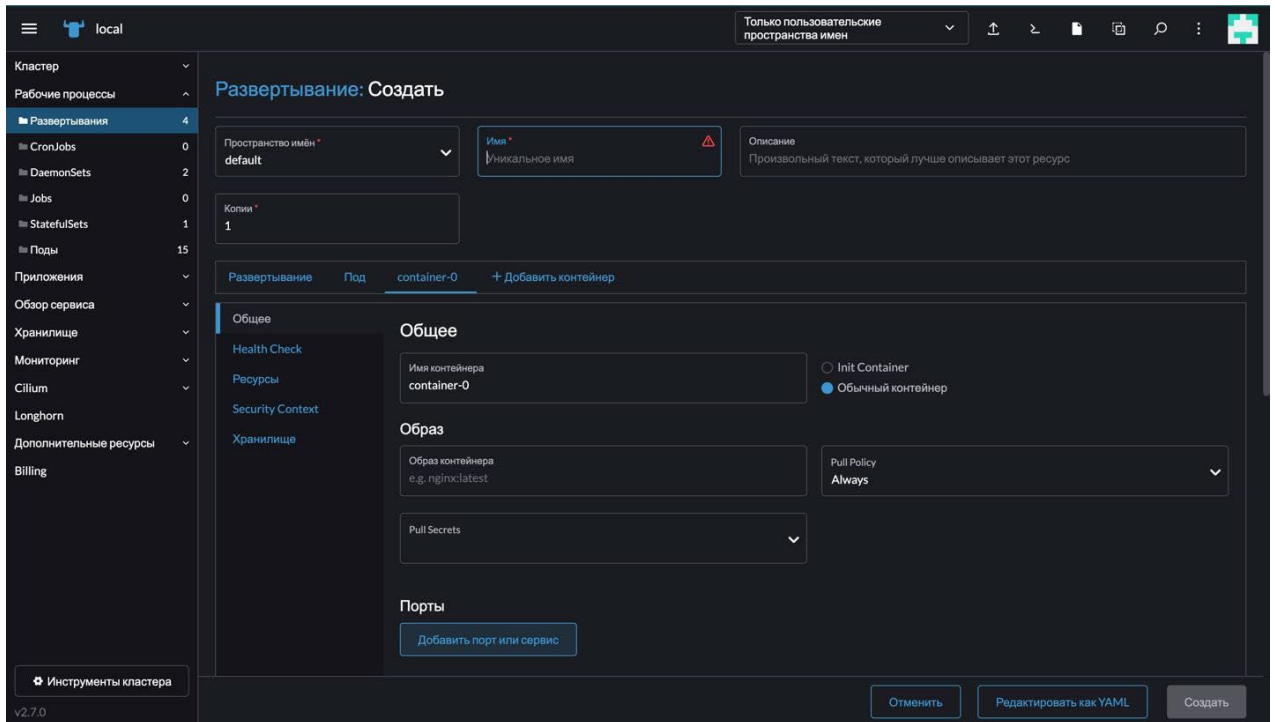 local
Только пользовательские
пространства имен
Кластер
Рабочие процессы
Развертывания 4
CronJobs 0
DaemonSets 2
Jobs 0
StatefulSets 1
Поды 15
Приложения
Обзор сервиса
Хранилище
Мониторинг
Cilium
Longhorn
Дополнительные ресурсы
Billing
Инструменты кластера
v2.7.0
Развертывание: Создать
Пространство имён *
default
Имя *
Уникальное имя
Описание
Произвольный текст, который лучше описывает этот ресурс
Копии *
1
Развертывание Под container-0 + Добавить контейнер
Общее
Health Check
Ресурсы
Security Context
Хранилище
Общее
Имя контейнера
container-0
Init Container
Обычный контейнер
Образ
Образ контейнера
e.g. nginx:latest
Pull Policy
Always
Pull Secrets
Порты
Добавить порт или сервис
Отменить Редактировать как YAML Создать